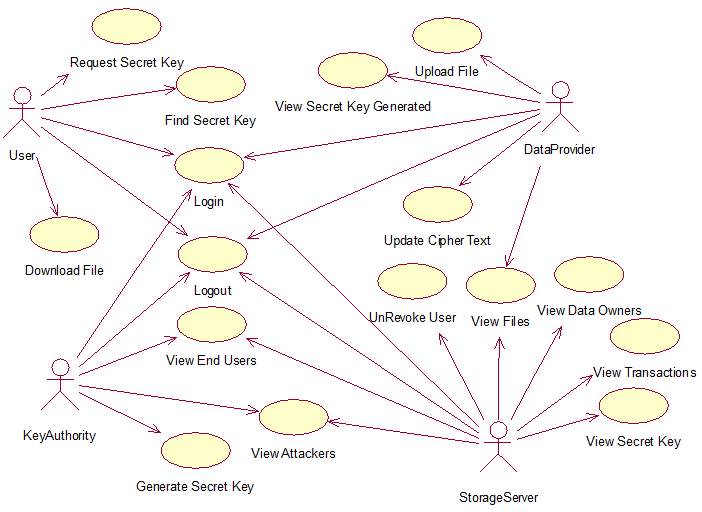 Request Secret Key
Upload File
View Secret Key Generated
Find Secret Key
User
DataProvider
Login
Update Cipher Text
Download File
Logout
UnRevoke User
View Files
View Data Owners
View End Users
View Transactions
KeyAuthority
View Attackers
View Secret Key
Generate Secret Key
StorageServer